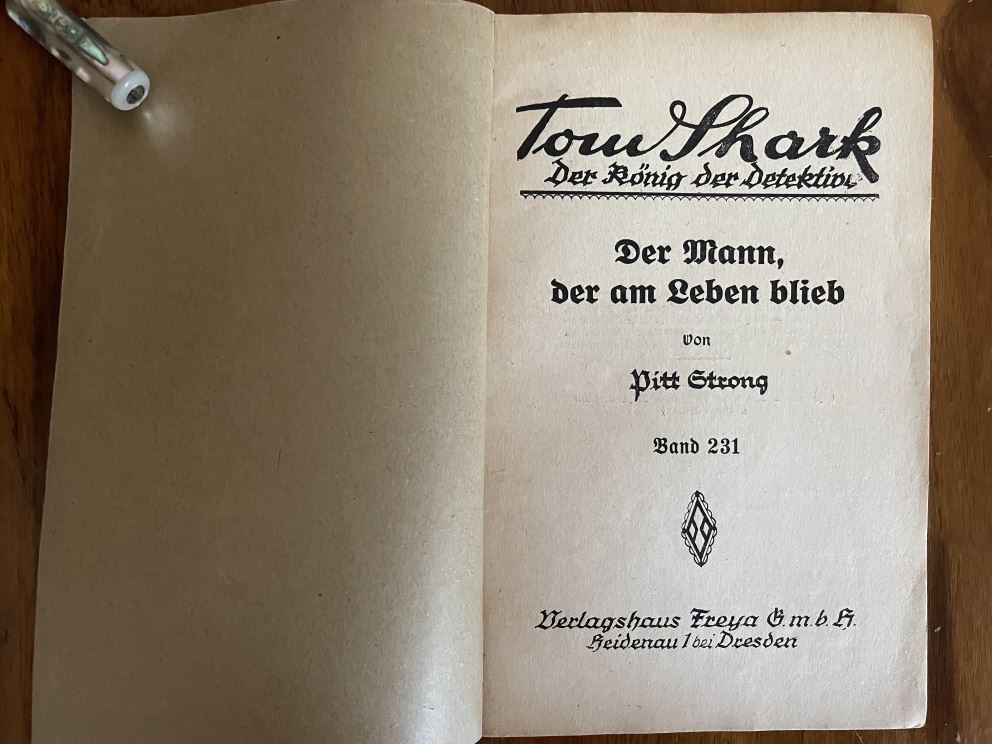 Tom Shark
Der König der Detektive
Der Mann,
der am Leben blieb
von
Pitt Strong
Band 231
Verlagshaus Freya G. m. b. H.
Heidenau 1 bei Dresden